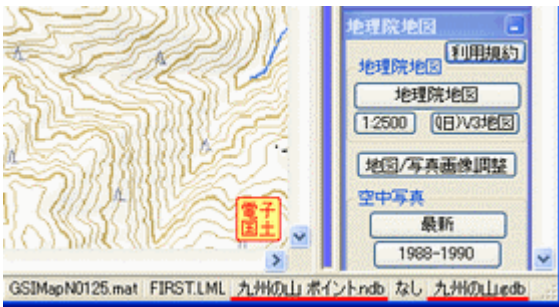 地理院地図
利用規約
地理院地図
地理院地図
1:2500 (旧)V3地図
地図/写真画像調整
空中写真
最新
1988-1990
電子
国土
GSIMapN0125.mat FIRST.LML 九州の山 ポイント.ndb なし 九州の山.gdb